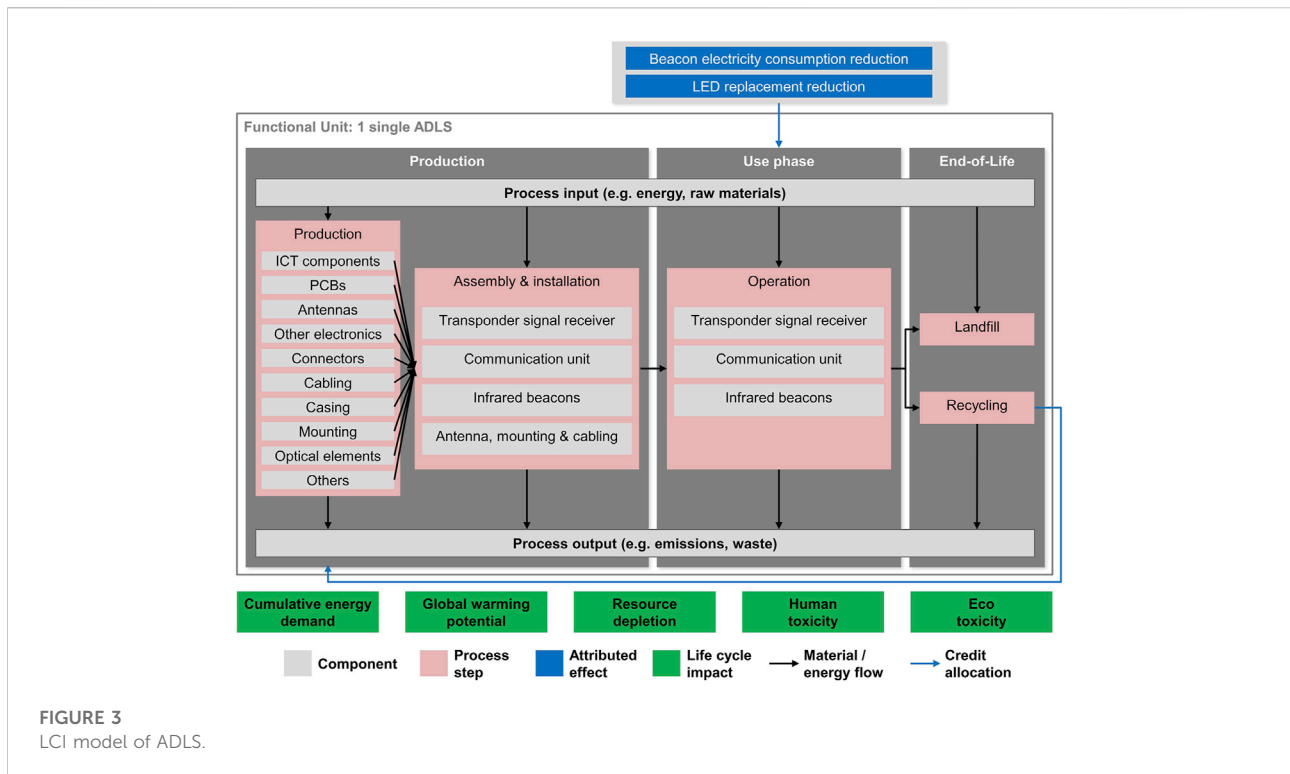 Beacon electricity consumption reduction
LED replacement reduction
Functional Unit: 1 single ADLS
Production
Use phase
End-of-Life
Process input (e.g. energy, raw materials)
Production
ICT components
PCBs
Antennas
Other electronics
Connectors
Cabling
Casing
Mounting
Optical elements
Others
Assembly & installation
Transponder signal receiver
Communication unit
Infrared beacons
Antenna, mounting & cabling
Operation
Transponder signal receiver
Communication unit
Infrared beacons
Landfill
Recycling
Process output (e.g. emissions, waste)
Cumulative energy
demand
Global warming
potential
Resource
depletion
Human
toxicity
Eco
toxicity
Component
Process
step
Attributed
effect
Life cycle
impact
Material /
energy flow
Credit
allocation
FIGURE 3
LCI model of ADLS.